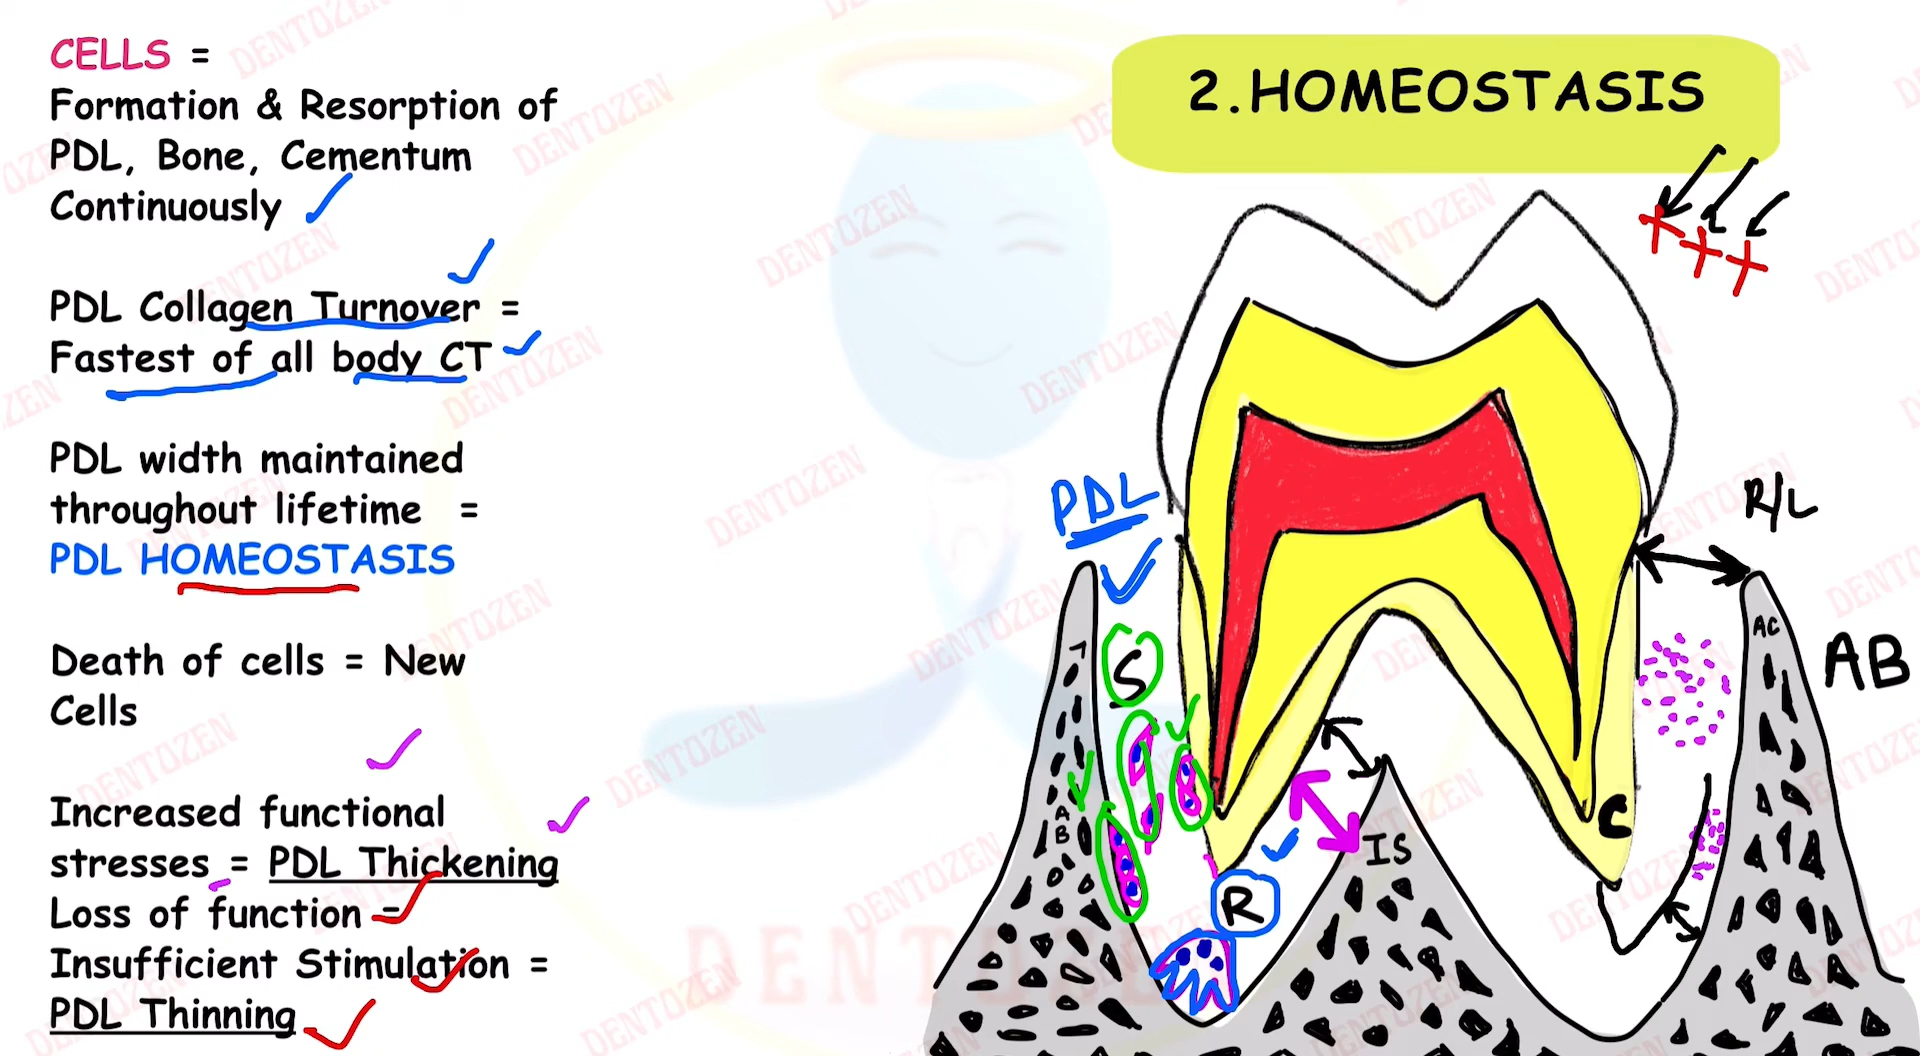 CELLS =
Formation & Resorption of
PDL, Bone, Cementum
Continuously
PDL Collagen Turnover =
Fastest of all body CT
PDL width maintained
throughout lifetime =
PDL HOMEOSTASIS
Death of cells = New
Cells
Increased functional
stresses = PDL Thickening
Loss of function =
Insufficient Stimulation =
PDL Thinning
2.HOMEOSTASIS
PDL
S
R
IS
C
R/L
AC
AB
A
B
DENTOZEN